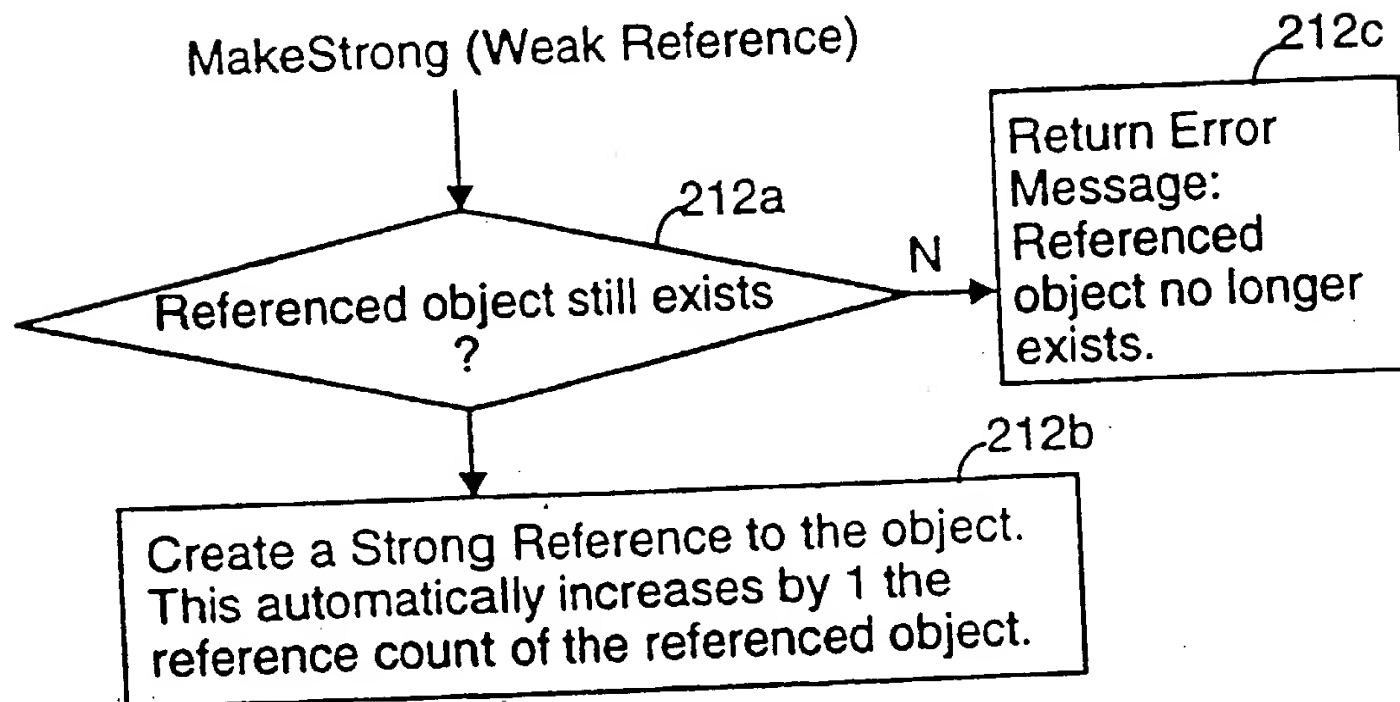 MakeStrong (Weak Reference)
212c
Return Error
Message:
Referenced
object no longer
exists.
212a
N
Referenced object still exists
?
212b
Create a Strong Reference to the object.
This automatically increases by 1 the
reference count of the referenced object.